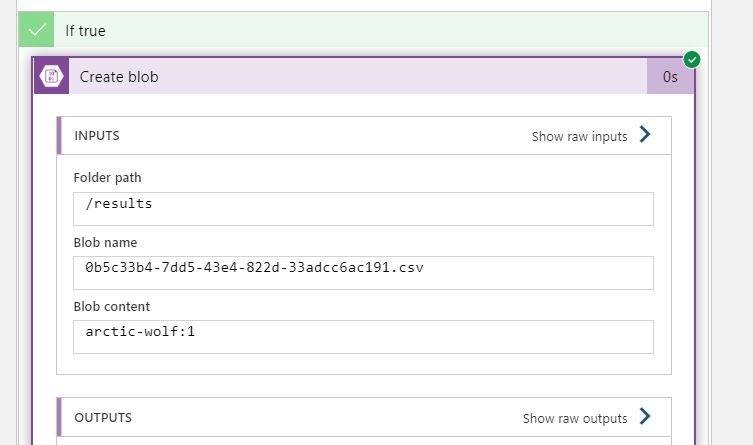 If true
Create blob
0s
INPUTS
Show raw inputs
Folder path
/results
Blob name
0b5c33b4-7dd5-43e4-822d-33adcc6ac191.csv
Blob content
arctic-wolf:1
OUTPUTS
Show raw outputs